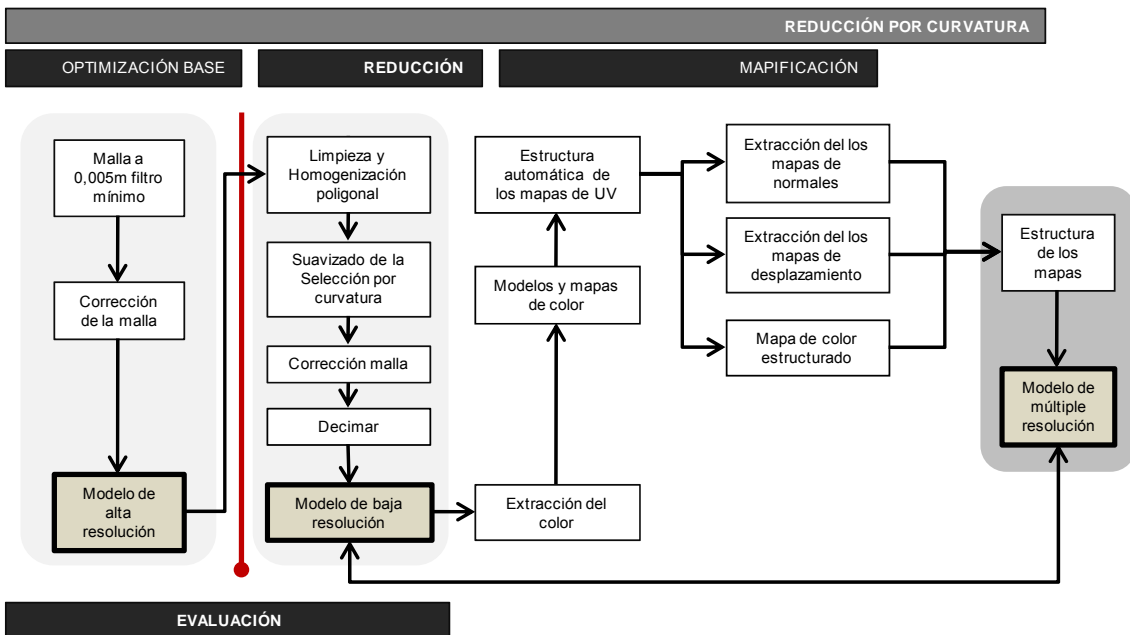 REDUCCIÓN POR CURVATURA
OPTIMIZACIÓN BASE
REDUCCIÓN
MAPIFICACIÓN
Malla a
0,005m filtro
mínimo
Corrección
de la malla
Modelo de
alta
resolución
Limpieza y
Homogenización
poligonal
Suavizado de la
Selección por
curvatura
Corrección malla
Decimar
Modelo de baja
resolución
Estructura
automática de
los mapas de UV
Modelos y mapas
de color
Extracción del
color
Extracción del los
mapas de
normales
Extracción del los
mapas de
desplazamiento
Mapa de color
estructurado
Estructura
de los
mapas
Modelo de
múltiple
resolución
EVALUACIÓN